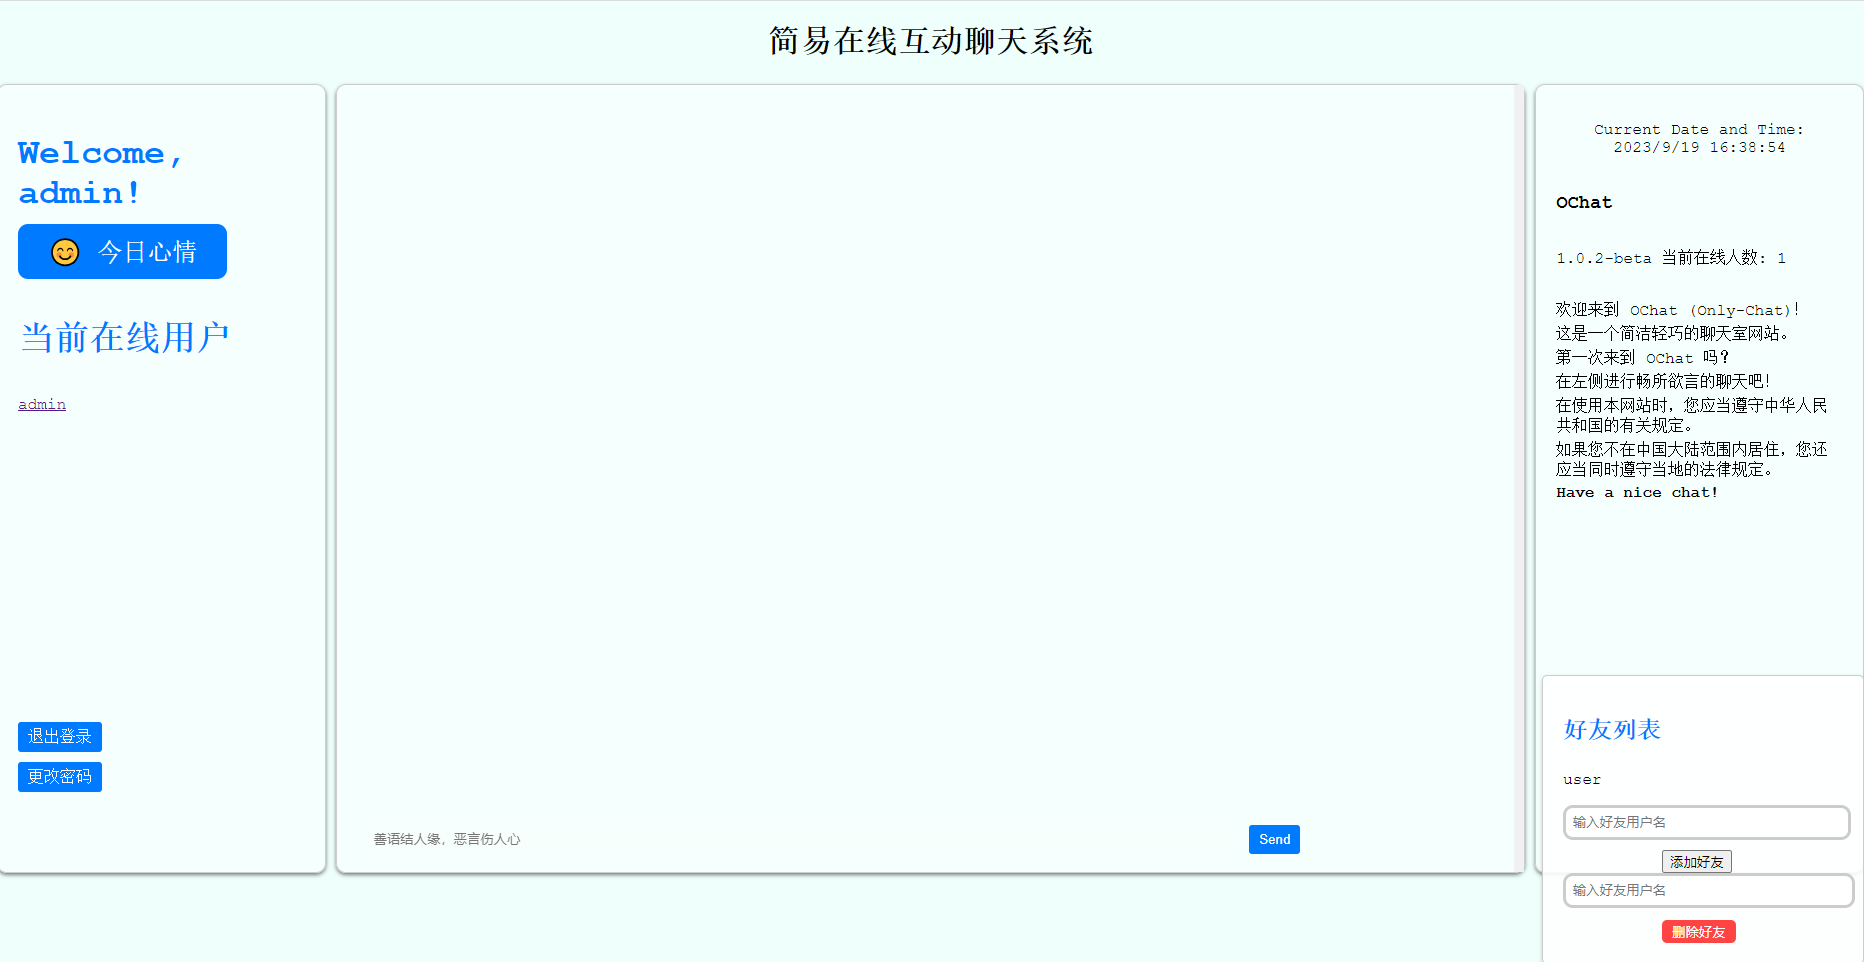 简易在线互动聊天系统
Welcome,
admin!
今日心情
当前在线用户
admin
退出登录
更改密码
善语结人缘，恶言伤人心
Send
Current Date and Time:
2023/9/19 16:38:54
OChat
1.0.2-beta 当前在线人数: 1
欢迎来到 OChat (Only-Chat)!
这是一个简洁轻巧的聊天室网站。
第一次来到 OChat 吗？
在左侧进行畅所欲言的聊天吧！
在使用本网站时，您应当遵守中华人民
共和国的有关规定。
如果您不在中国大陆范围内居住，您还
应当同时遵守当地的法律规定。
Have a nice chat!
好友列表
user
输入好友用户名
添加好友
输入好友用户名
删除好友